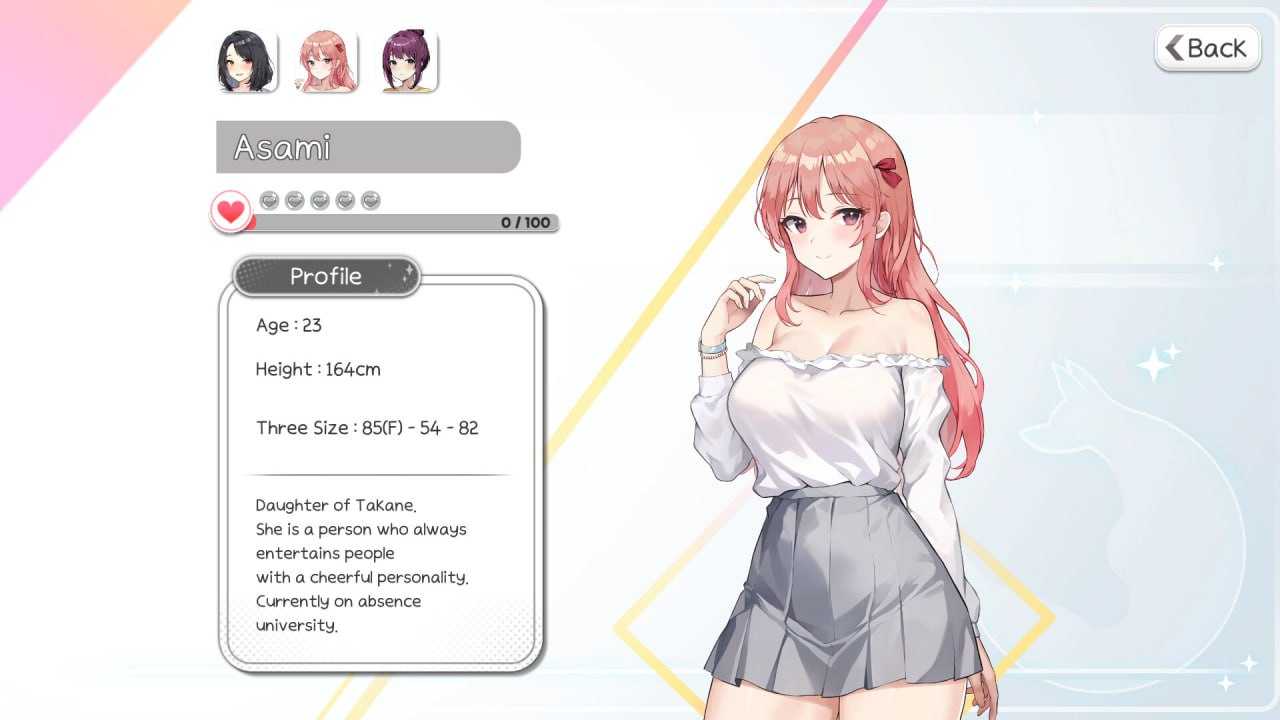 Back
Asami
0 / 100
Profile
Age : 23
Height : 164cm
Three Size : 85(F) - 54 - 82
Daughter of Takane.
She is a person who always
entertains people
with a cheerful personality.
Currently on absence
university.